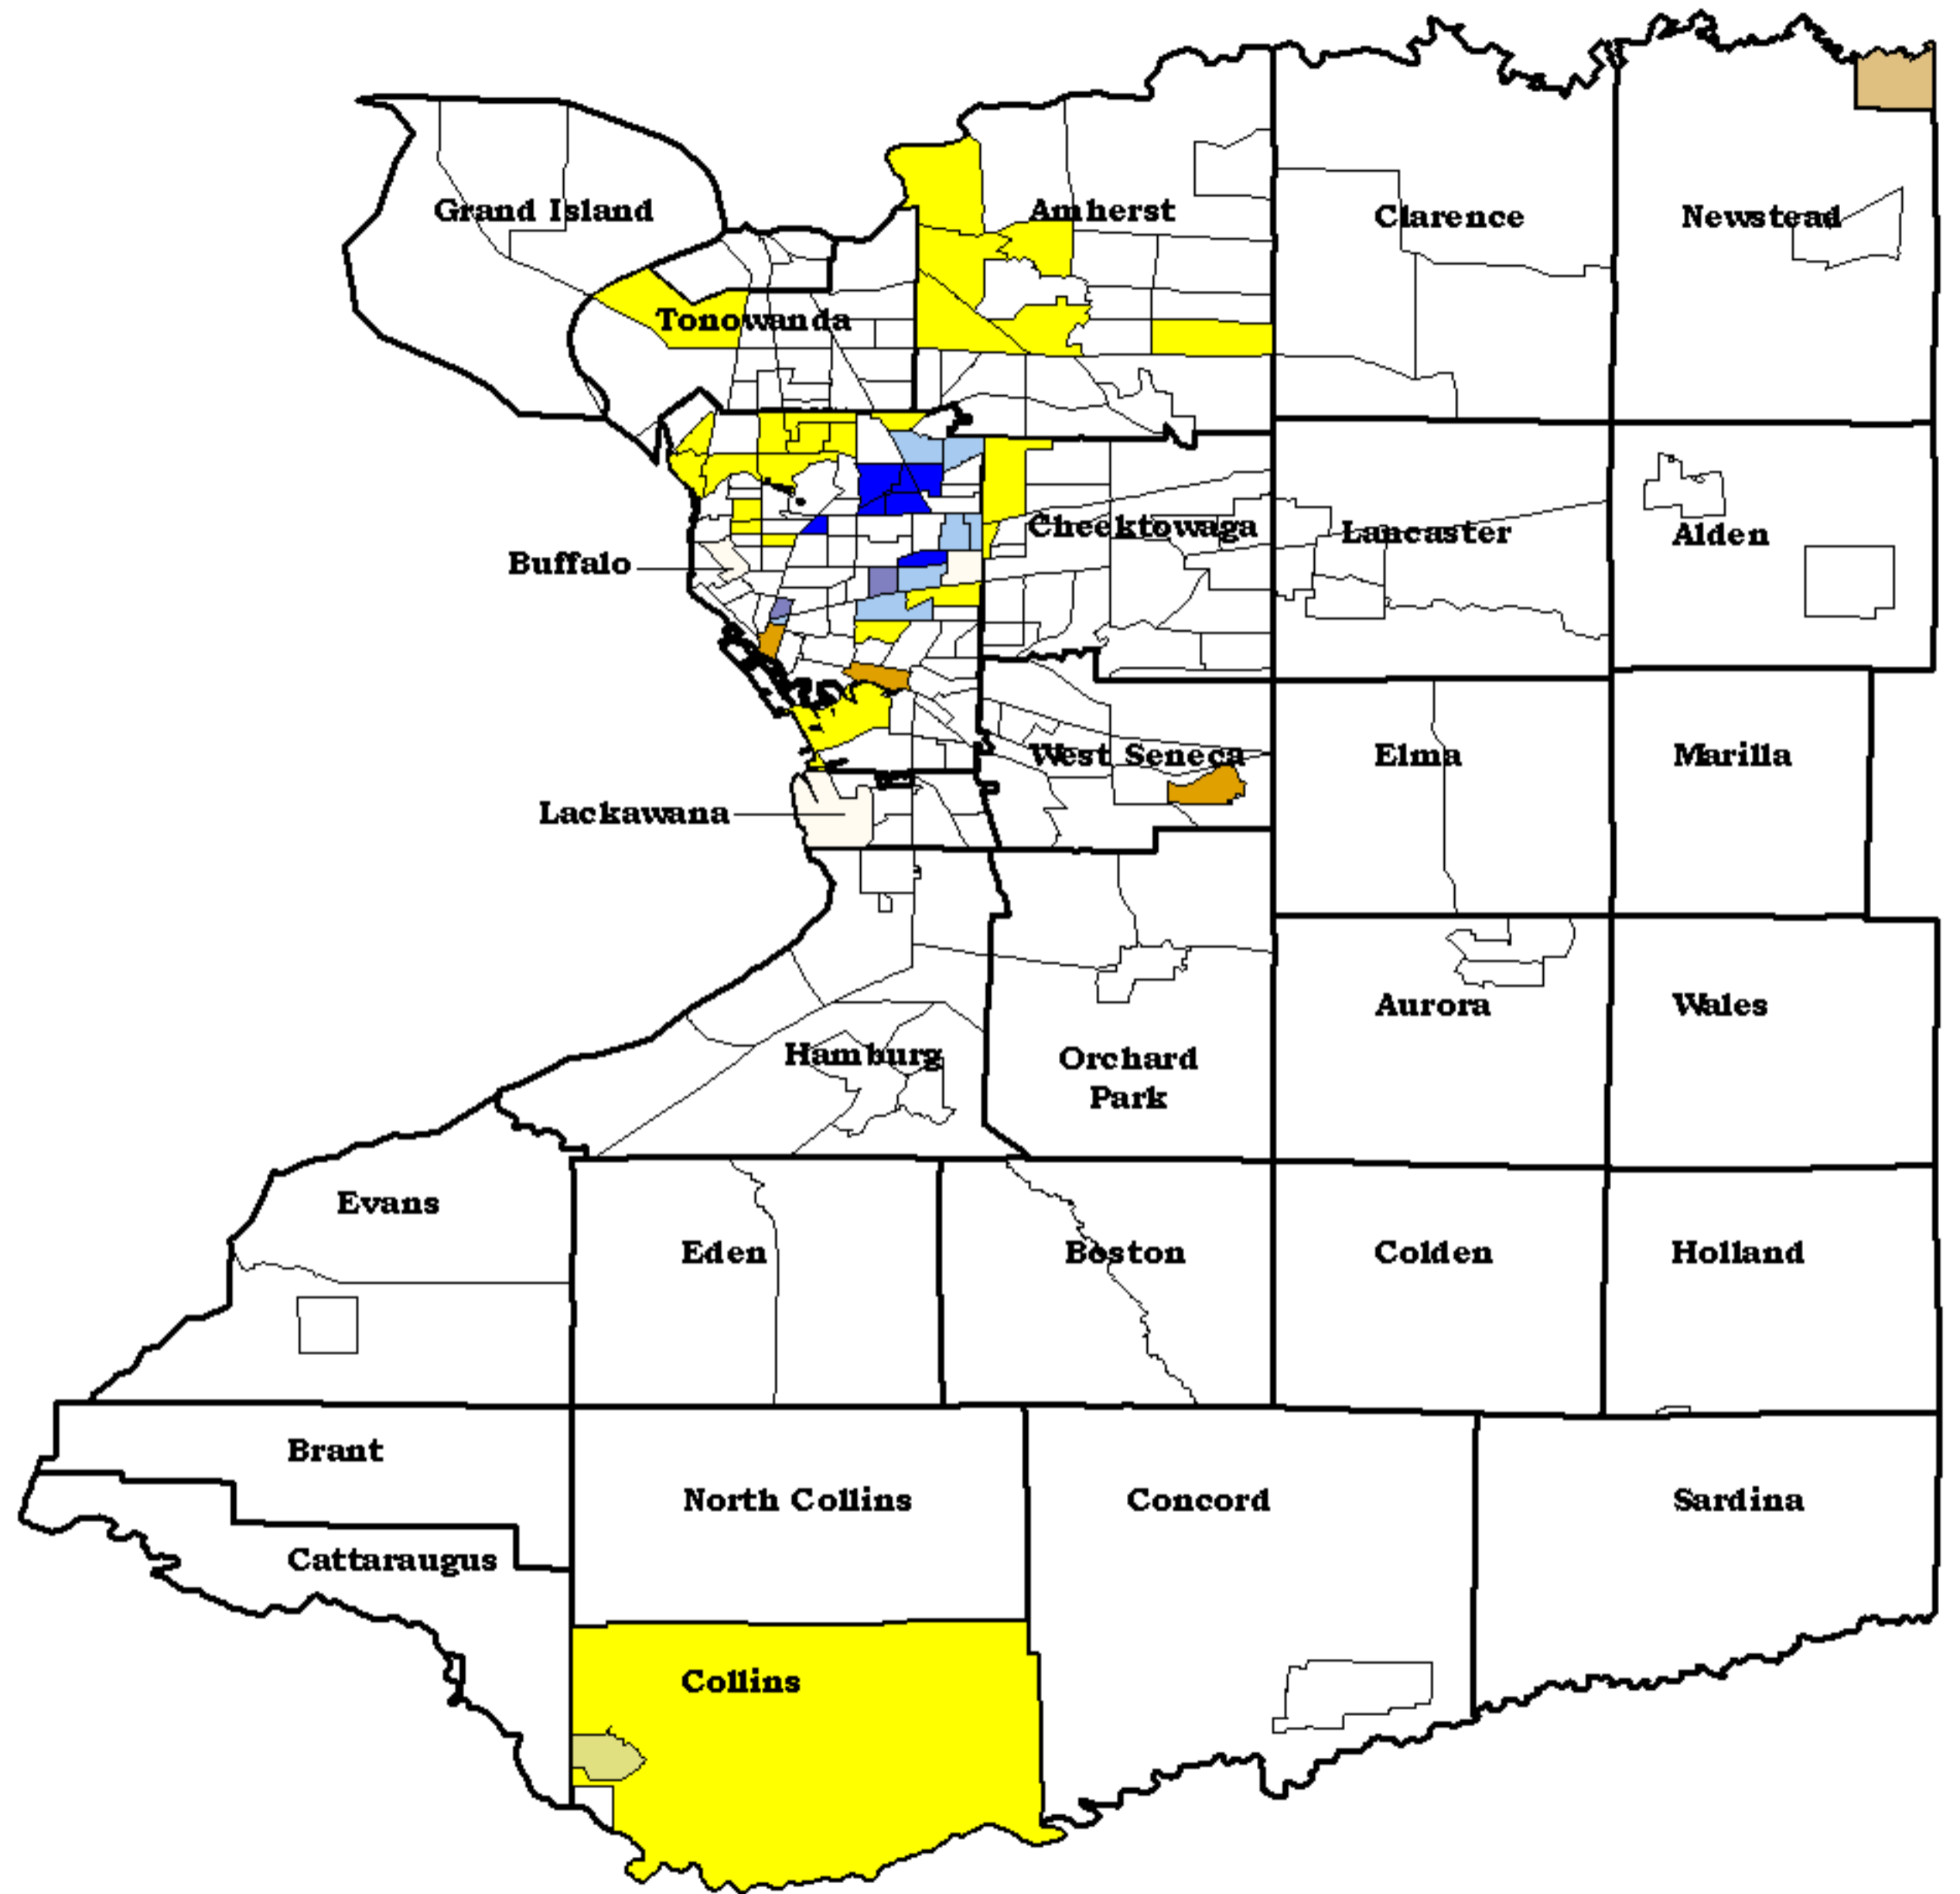 Grand Island
Amherst
Clarence
Newstead
Tonowanda
Buffalo
Cheektowaga
Lancaster
Alden
West Seneca
Elma
Marilla
Lackawana
Aurora
Wales
Hamburg
Orchard
Park
Evans
Eden
Boston
Colden
Holland
Brant
North Collins
Concord
Sardina
Cattaraugus
Collins